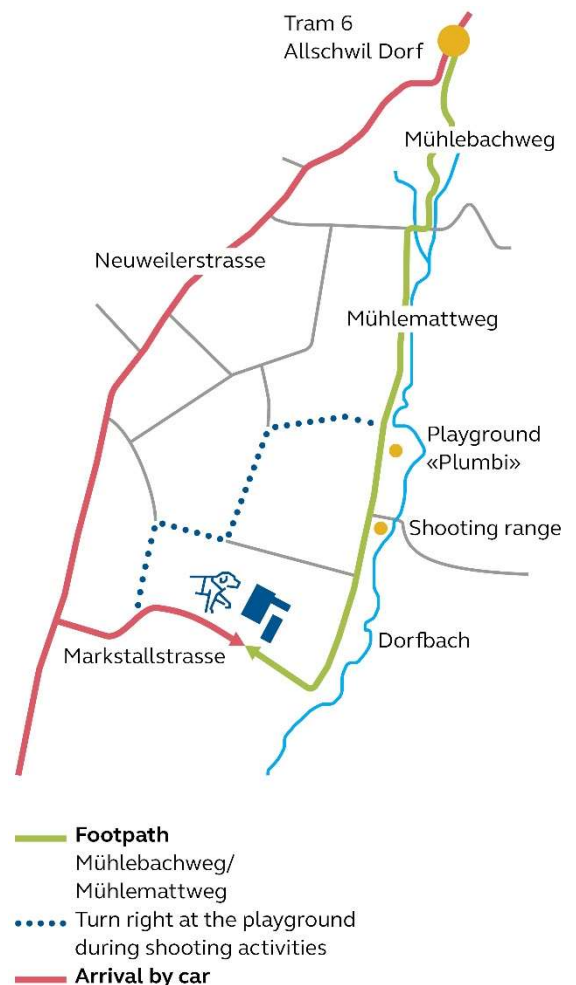 Tram 6
Allschwil Dorf
Mühlebachweg
Neuweilerstrasse
Mühlemattweg
Playground
«Plumbi»
Shooting range
Dorfbach
Markstallstrasse
Footpath
Mühlebachweg/
Mühlemattweg
Turn right at the playground
during shooting activities
Arrival by car